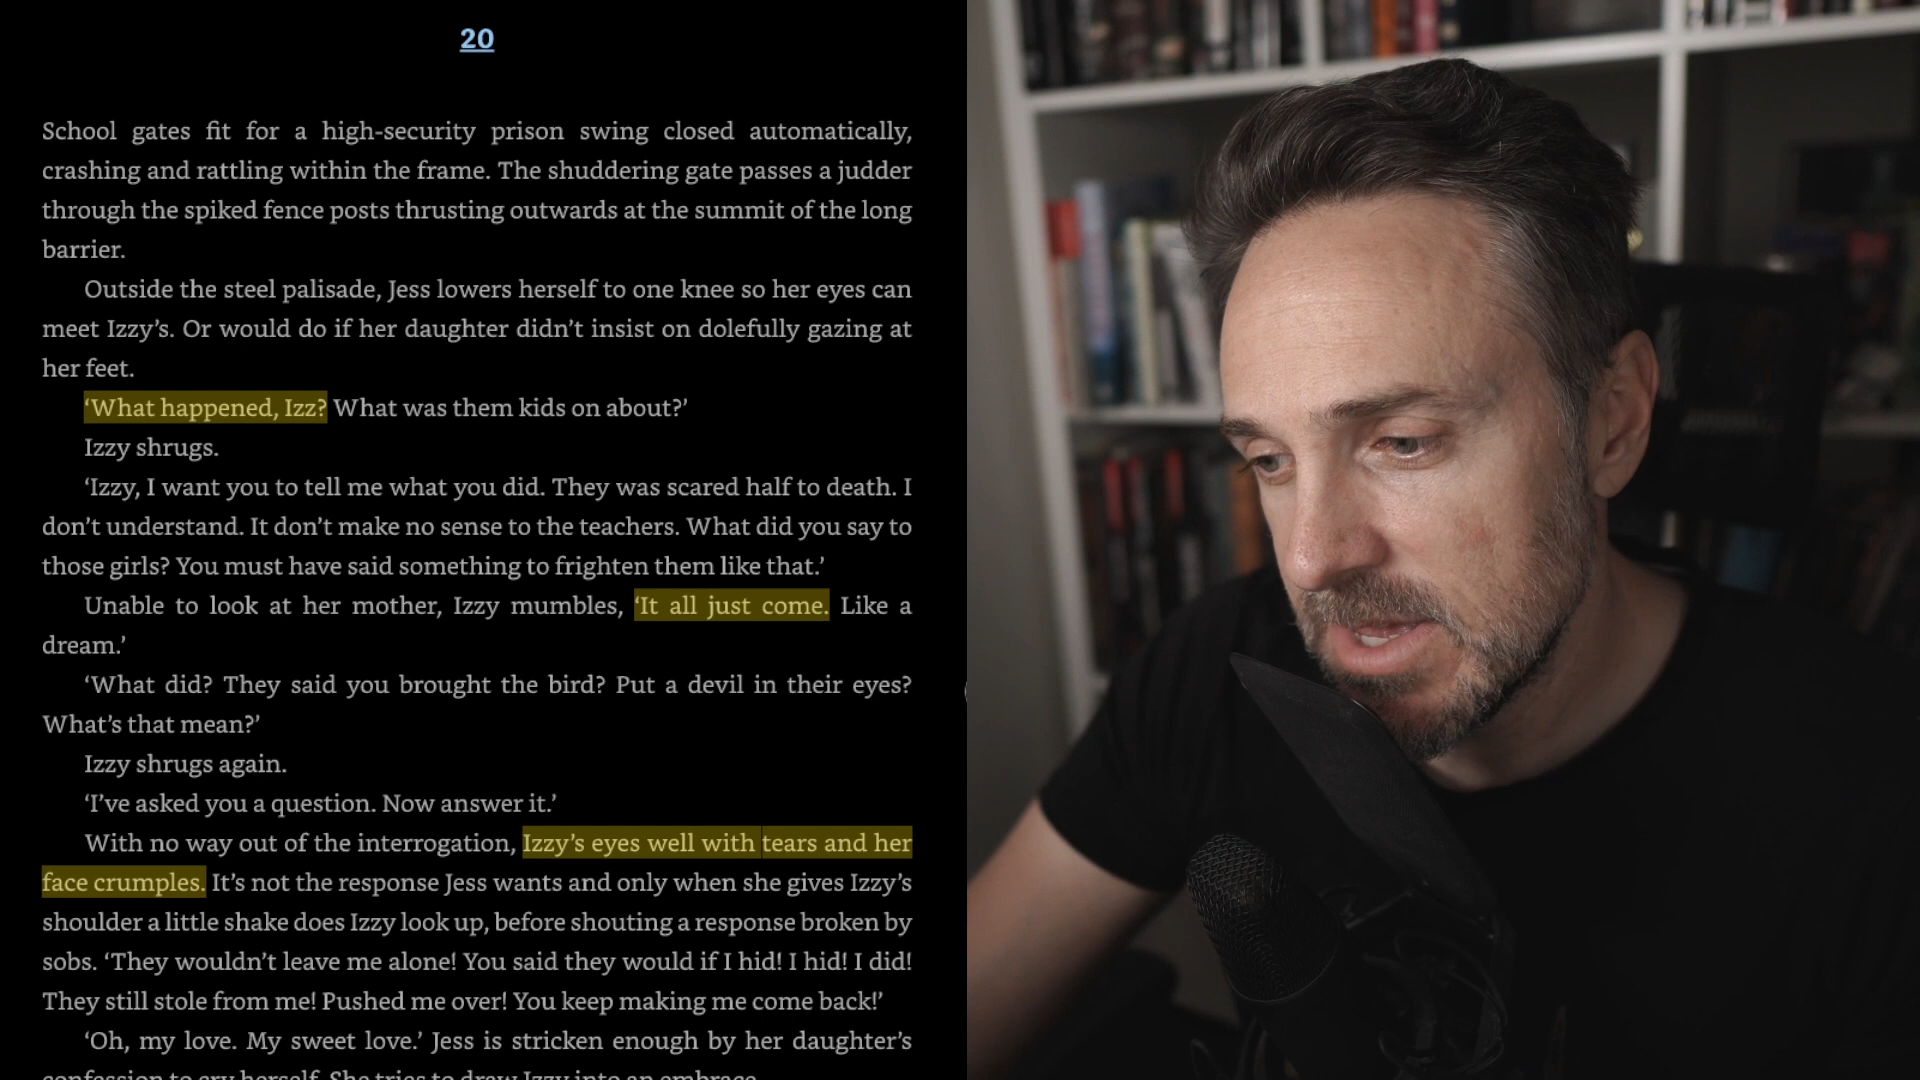 20
School gates fit for a high-security prison swing closed automatically,
crashing and rattling within the frame. The shuddering gate passes a judder
through the spiked fence posts thrusting outwards at the summit of the long
barrier.
Outside the steel palisade, Jess lowers herself to one knee so her eyes can
meet Izzy’s. Or would do if her daughter didn’t insist on dolefully gazing at
her feet.
‘What happened, Izz? What was them kids on about?’
Izzy shrugs.
‘Izzy, I want you to tell me what you did. They was scared half to death. I
don’t understand. It don’t make no sense to the teachers. What did you say to
those girls? You must have said something to frighten them like that.’
Unable to look at her mother, Izzy mumbles, ‘It all just come. Like a
dream.’
‘What did? They said you brought the bird? Put a devil in their eyes?
What’s that mean?’
Izzy shrugs again.
‘I’ve asked you a question. Now answer it.’
With no way out of the interrogation, Izzy’s eyes well with tears and her
face crumples. It’s not the response Jess wants and only when she gives Izzy’s
shoulder a little shake does Izzy look up, before shouting a response broken by
sobs. ‘They wouldn’t leave me alone! You said they would if I hid! I hid! I did!
They still stole from me! Pushed me over! You keep making me come back!’
‘Oh, my love. My sweet love.’ Jess is stricken enough by her daughter’s
confession to cry herself. She tries to draw Izzy into an embrace.